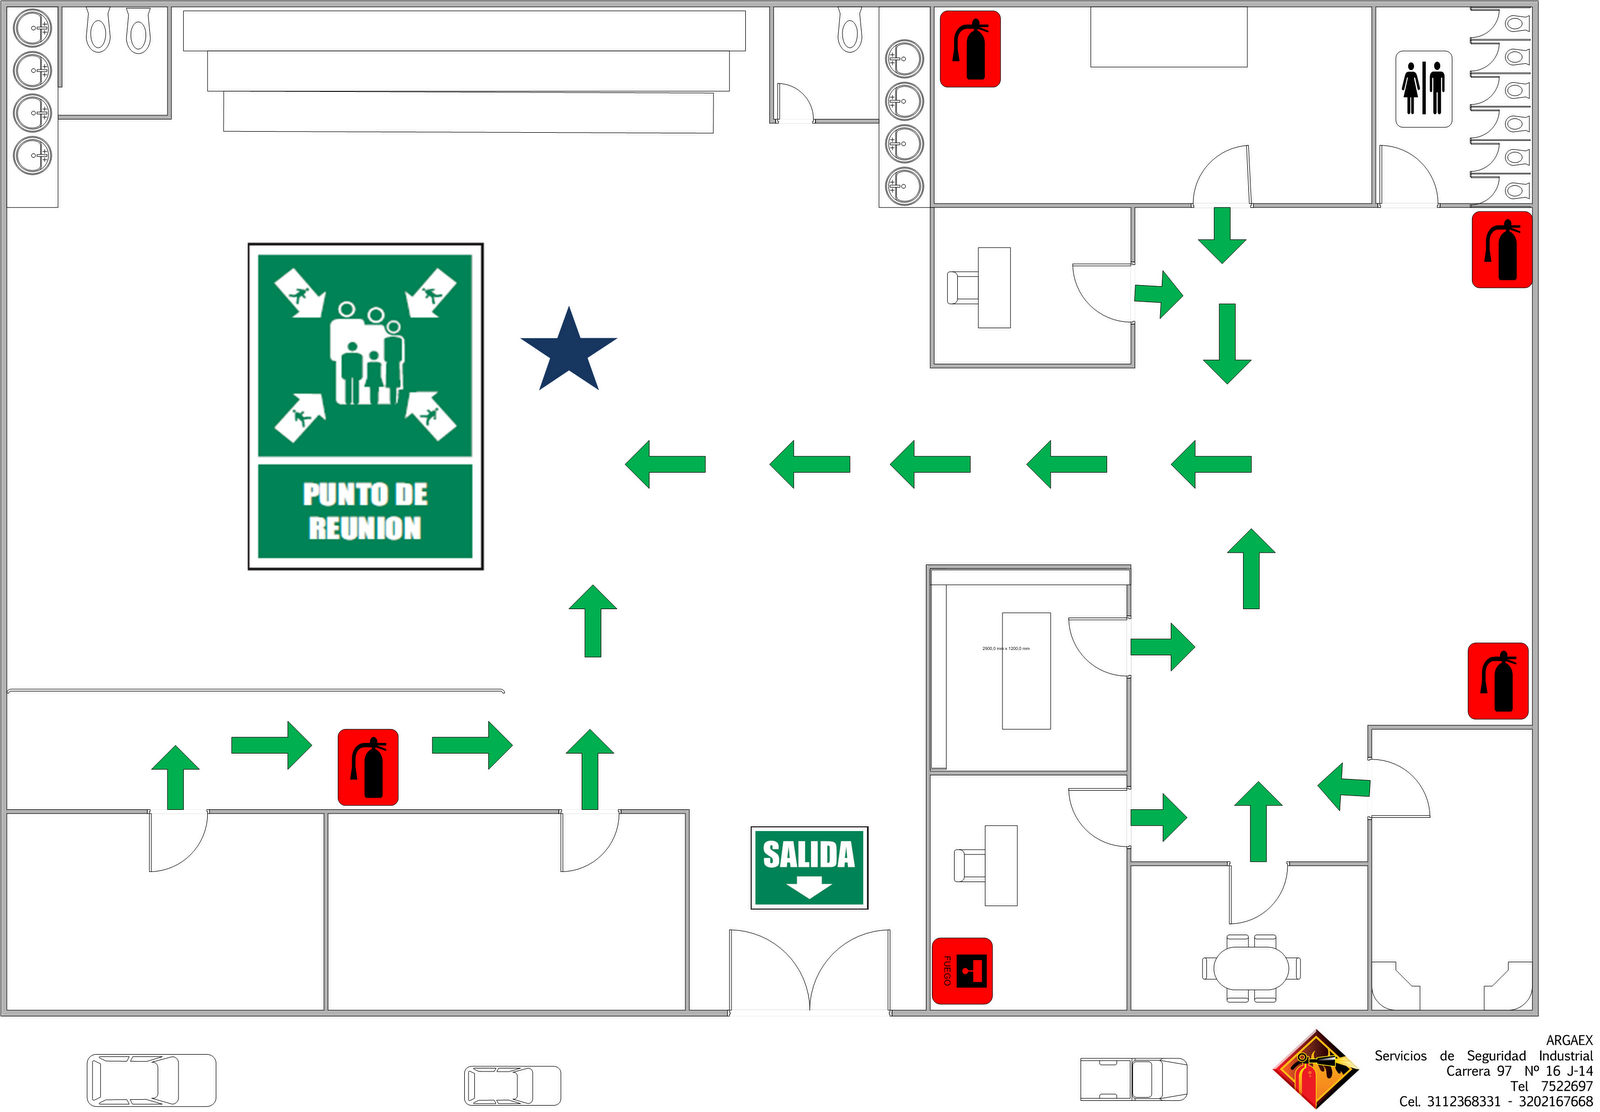 PUNTO DE
REUNION
2900,0 mm x 1200,0 mm
SALIDA
FUEGO
ARGAEX
Servicios de Seguridad Industrial
Carrera 97 Nº 16 J-14
Tel 7522697
Cel. 3112368331 - 3202167668